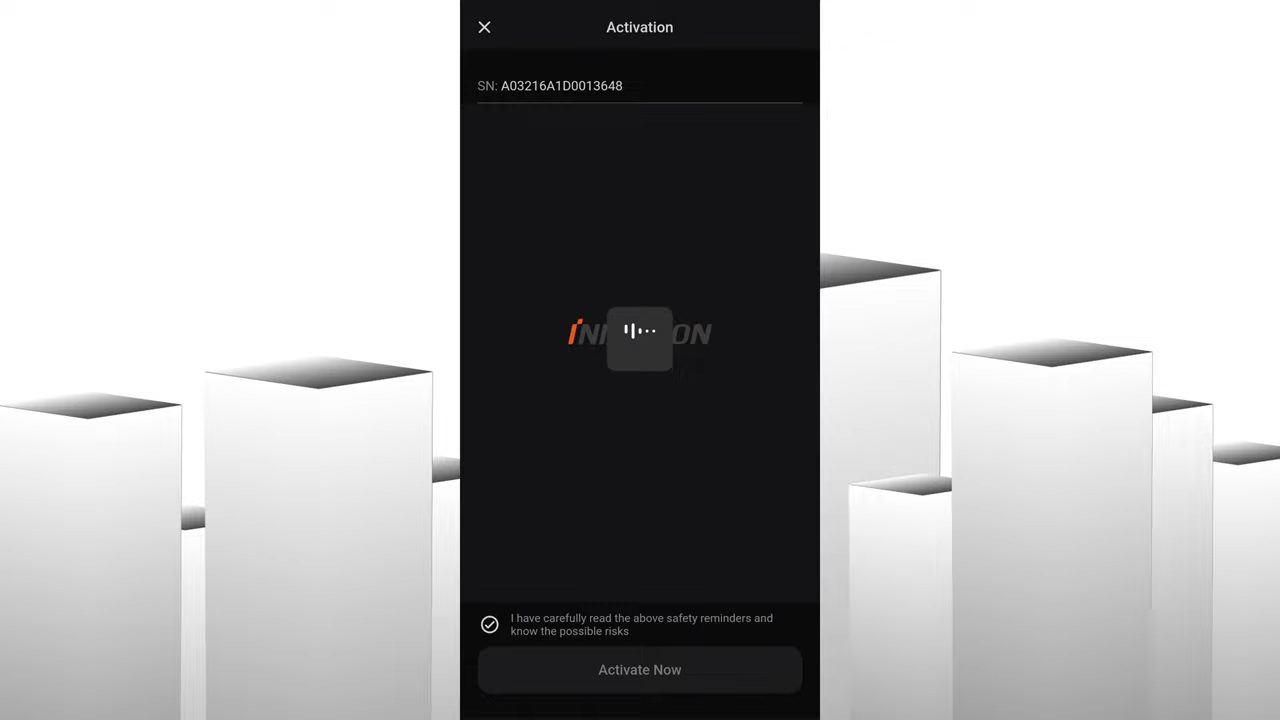 Activation
SN: A03216A1D0013648
I have carefully read the above safety reminders and
know the possible risks
Activate Now